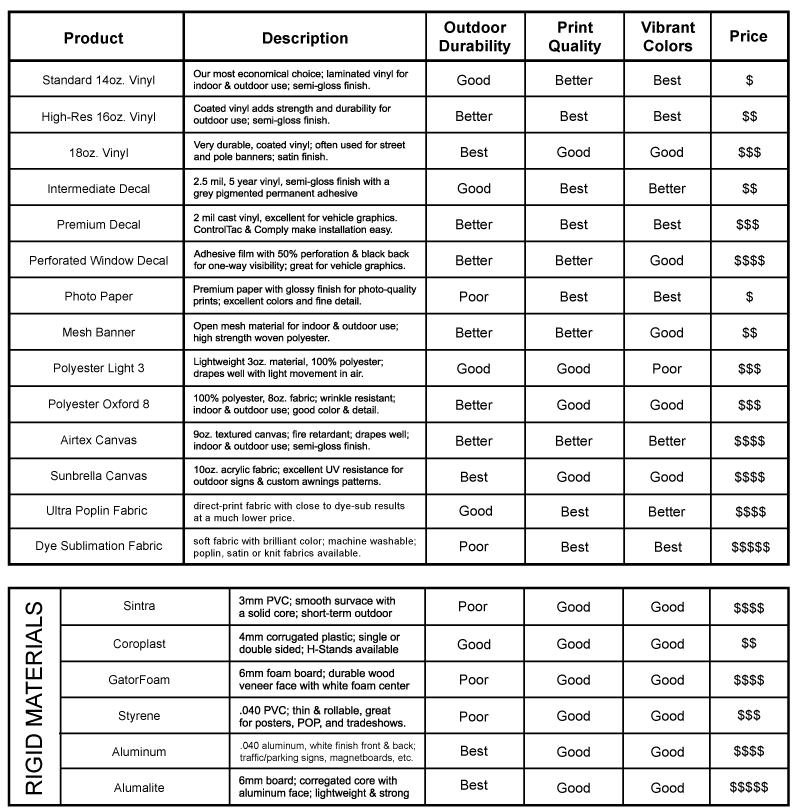 Product Description Outdoor Durability Print Quality Vibrant Colors Price
Standard 14oz. Vinyl Our most economical choice; laminated vinyl for Good Better Best $
indoor & outdoor use; semi-gloss finish.
High-Res 16oz. Vinyl Coated vinyl adds strength and durability for Better Best Best $$
outdoor use; semi-gloss finish.
18oz. Vinyl Very durable, coated vinyl; often used for street Best Good Good $$$
and pole banners; satin finish.
Intermediate Decal 2.5 mil, 5 year vinyl, semi-gloss finish with a Good Best Better $$
grey pigmented permanent adhesive
Premium Decal 2 mil cast vinyl, excellent for vehicle graphics. Better Best Best $$$
ControlTac & Comply make installation easy.
Perforated Window Decal Adhesive film with 50% perforation & black back Better Better Good $$$$
for one-way visibility; great for vehicle graphics.
Photo Paper Premium paper with glossy finish for photo-quality Poor Best Best $
prints; excellent colors and fine detail.
Mesh Banner Open mesh material for indoor & outdoor use; Better Better Good $$
high strength woven polyester.
Polyester Light 3 Lightweight 3oz. material, 100% polyester; Good Good Poor $$$
drapes well with light movement in air.
Polyester Oxford 8 100% polyester, 8oz. fabric; wrinkle resistant; Better Good Good $$$
indoor & outdoor use; good color & detail.
Airtex Canvas 9oz. textured canvas; fire retardant; drapes well; Better Better Better $$$$
indoor & outdoor use; semi-gloss finish.
Sunbrella Canvas 10oz. acrylic fabric; excellent UV resistance for Best Good Good $$$$
outdoor signs & custom awnings patterns.
Ultra Poplin Fabric direct-print fabric with close to dye-sub results Good Best Better $$$$
at a much lower price.
Dye Sublimation Fabric soft fabric with brilliant color; machine washable; Poor Best Best $$$$$
poplin, satin or knit fabrics available.
RIGID MATERIALS
Sintra 3mm PVC; smooth survace with Poor Good Good $$$$
a solid core; short-term outdoor
Coroplast 4mm corrugated plastic; single or Good Good Good $$
double sided; H-Stands available
GatorFoam 6mm foam board; durable wood Poor Good Good $$$$
veneer face with white foam center
Styrene .040 PVC; thin & rollable, great Poor Good Good $$$
for posters, POP, and tradeshows.
Aluminum .040 aluminum, white finish front & back; Best Good Good $$$$
traffic/parking signs, magnetboards, etc.
Alumalite 6mm board; corregated core with Best Good Good $$$$$
aluminum face; lightweight & strong